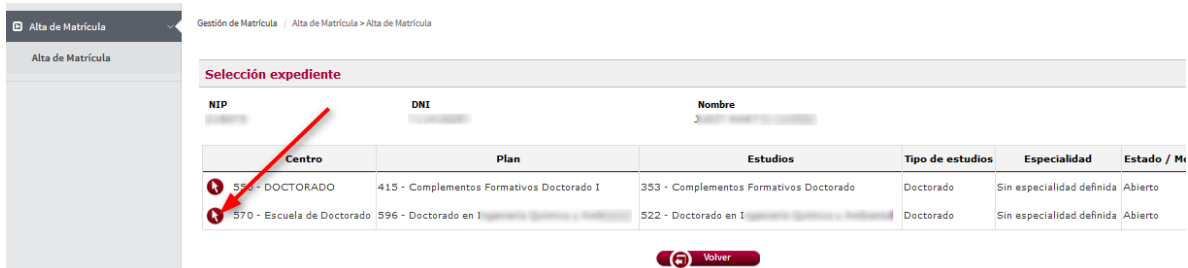 Alta de Matrícula
Alta de Matrícula
Gestión de Matrícula / Alta de Matrícula > Alta de Matrícula
Selección expediente
NIP DNI Nombre
Centro Plan Estudios Tipo de estudios Especialidad Estado / Mo
- DOCTORADO 415 - Complementos Formativos Doctorado I 353 - Complementos Formativos Doctorado Doctorado Sin especialidad definida Abierto
570 - Escuela de Doctorado 596 - Doctorado en 522 - Doctorado en Doctorado Sin especialidad definida Abierto
Volver